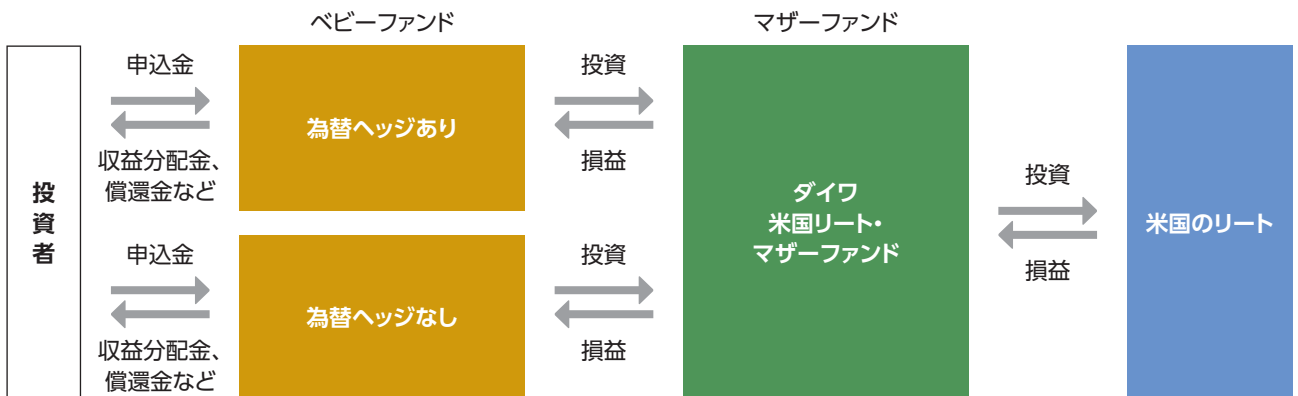 ベビーファンド
マザーファンド
投資者
申込金
収益分配金、
償還金など
為替ヘッジあり
投資
損益
申込金
収益分配金、
償還金など
為替ヘッジなし
投資
損益
ダイワ
米国リート・
マザーファンド
投資
損益
米国のリート